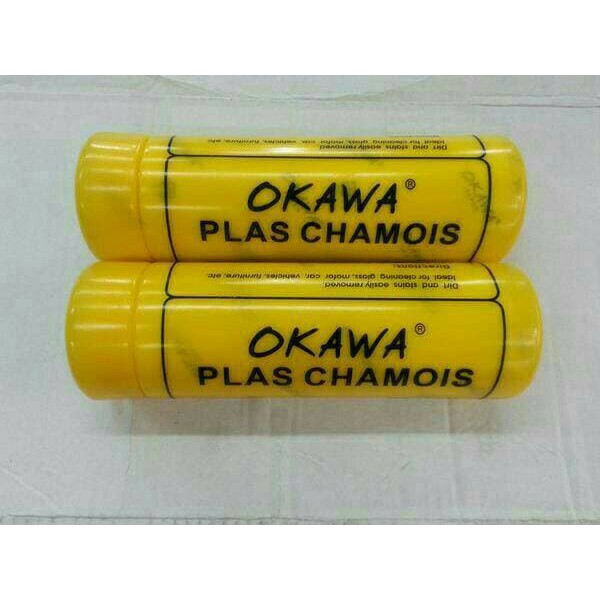 Dirt and stains easily removed
Ideal for cleaning glass, motor car,
vehicles, furniture, etc.
OKAWA®
PLAS CHAMOIS
Directions:
Ideal for cleaning gloss, motor car, vehicles, furniture, etc.
Dirt and stains easily removed.
OKAWA®
PLAS CHAMOIS